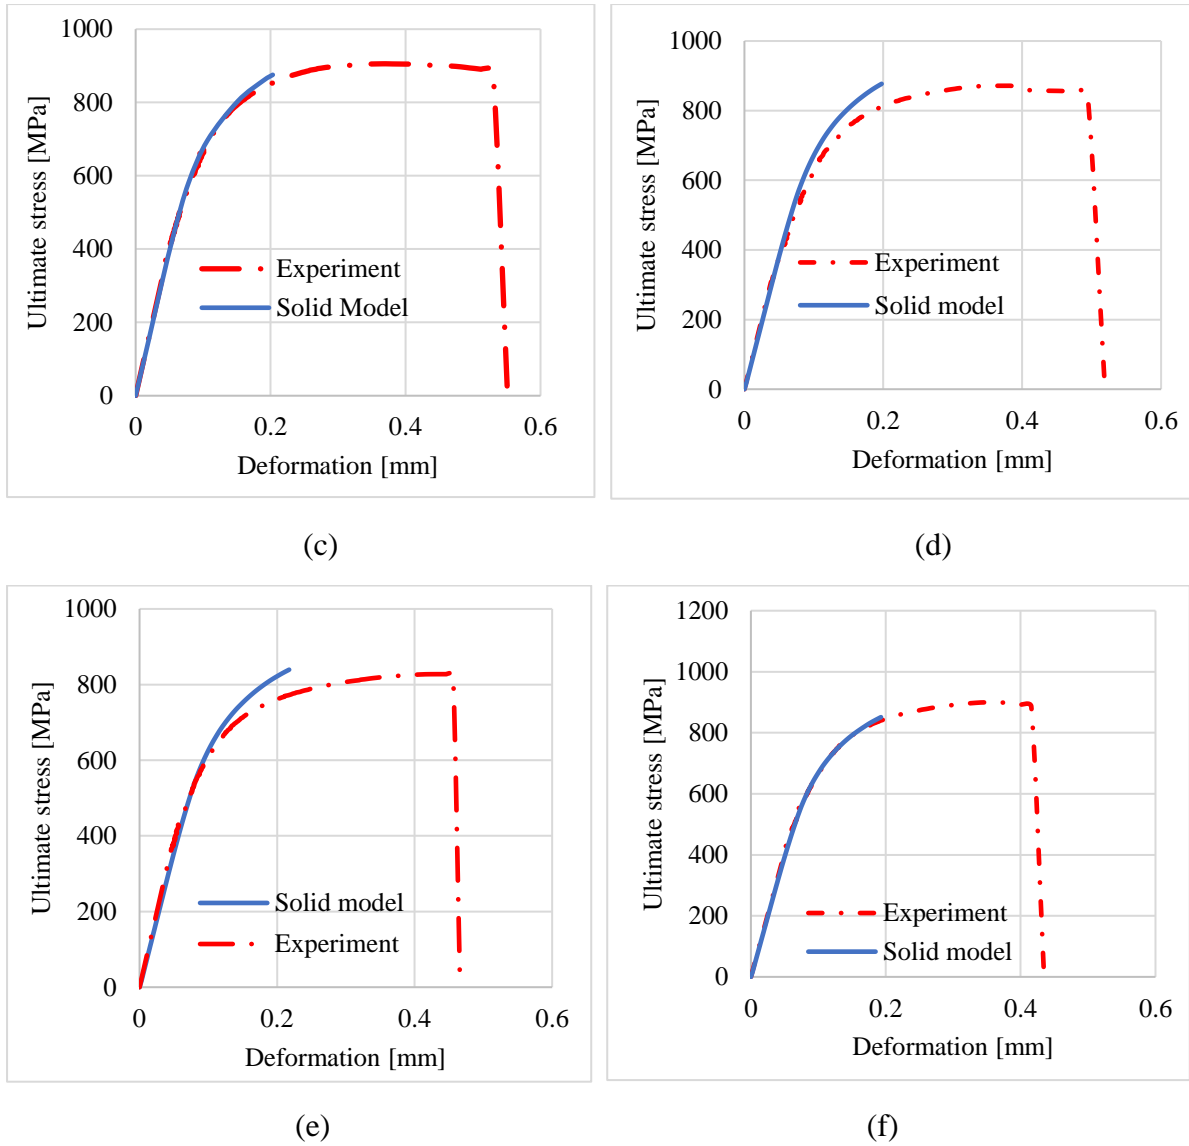 1000
800
600
400
200
0
Ultimate stress [MPa]
Experiment
Solid Model
0 0.2 0.4 0.6
Deformation [mm]
(c)
1000
800
600
400
200
0
Ultimate stress [MPa]
Experiment
Solid model
0 0.2 0.4 0.6
Deformation [mm]
(d)
1000
800
600
400
200
0
Ultimate stress [MPa]
Solid model
Experiment
0 0.2 0.4 0.6
Deformation [mm]
(e)
1200
1000
800
600
400
200
0
Ultimate stress [MPa]
Experiment
Solid model
0 0.2 0.4 0.6
Deformation [mm]
(f)